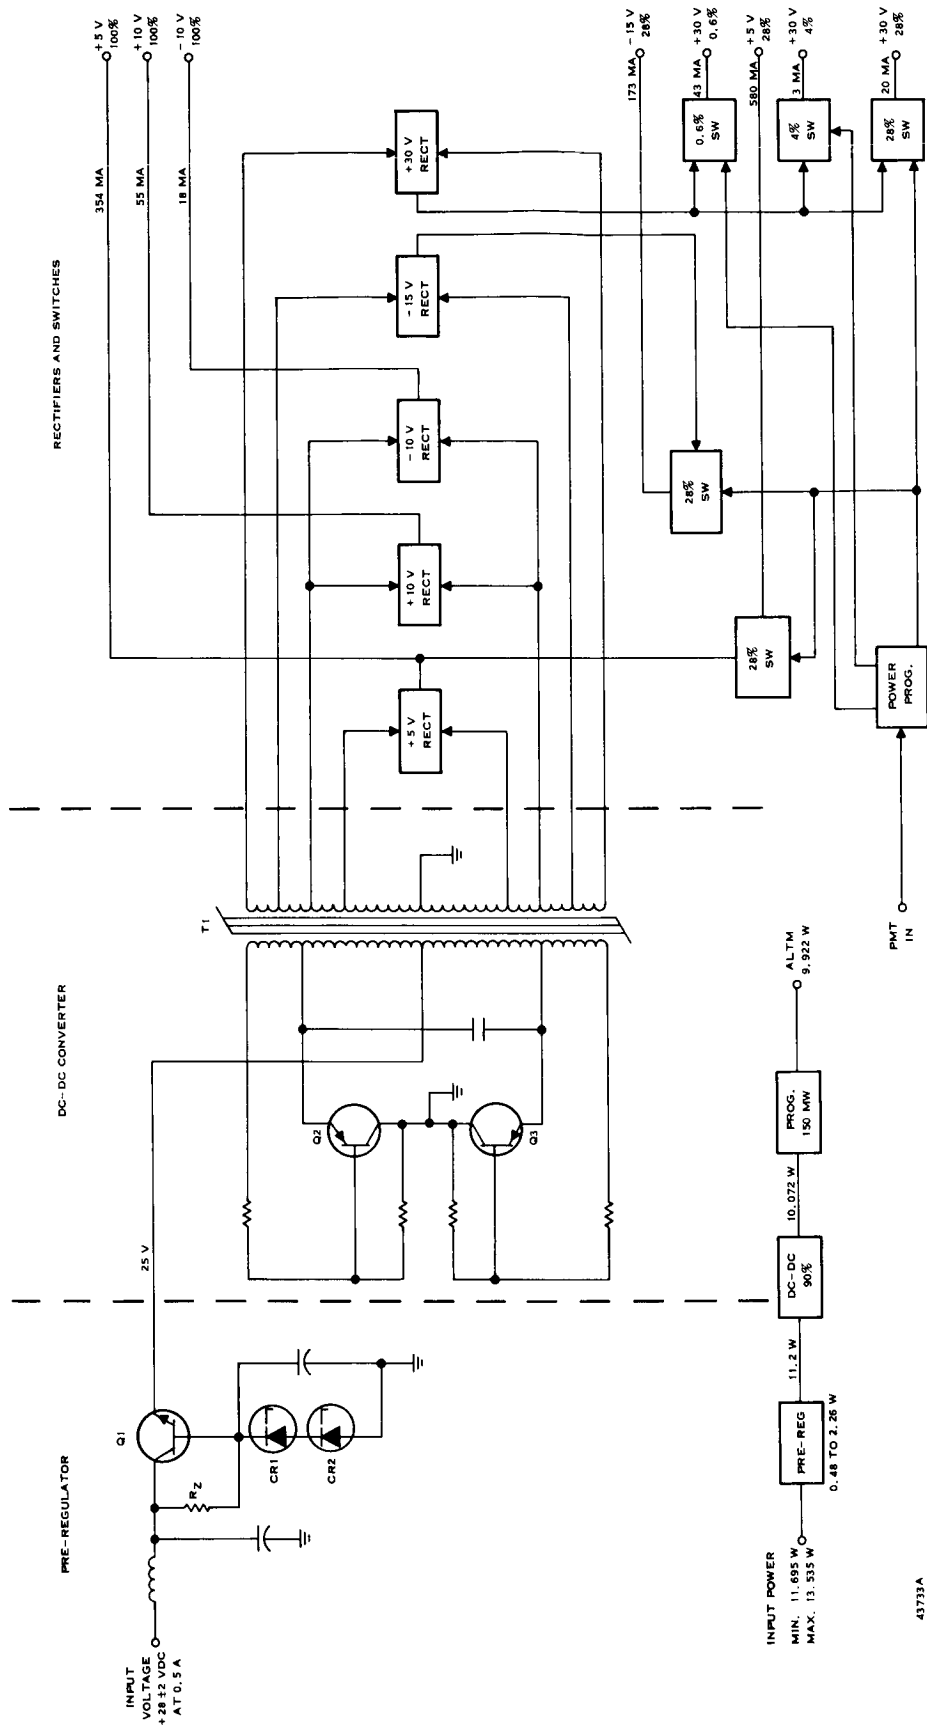 PRE-REGULATOR
DC-DC CONVERTER
RECTIFIERS AND SWITCHES
INPUT
VOLTAGE
+28 ±2 VDC
AT 0.5 A
Q1
RZ
CR1
CR2
25 V
Q2
Q3
T1
+5 V
RECT
+10 V
RECT
-10 V
RECT
-15 V
RECT
+30 V
RECT
354 MA
+5 V
100%
55 MA
+10 V
100%
18 MA
-10 V
100%
28%
SW
28%
SW
173 MA
-15 V
28%
0.6%
SW
43 MA
+30 V
0.6%
580 MA
+5 V
28%
4%
SW
3 MA
+30 V
4%
28%
SW
20 MA
+30 V
28%
POWER
PROG.
PMT
IN
INPUT POWER
MIN. 11.695 W
MAX. 13.535 W
PRE-REG
0.48 TO 2.26 W
11.2 W
DC-DC
90%
10.072 W
PROG.
150 MW
ALTM
9.922 W
43733A